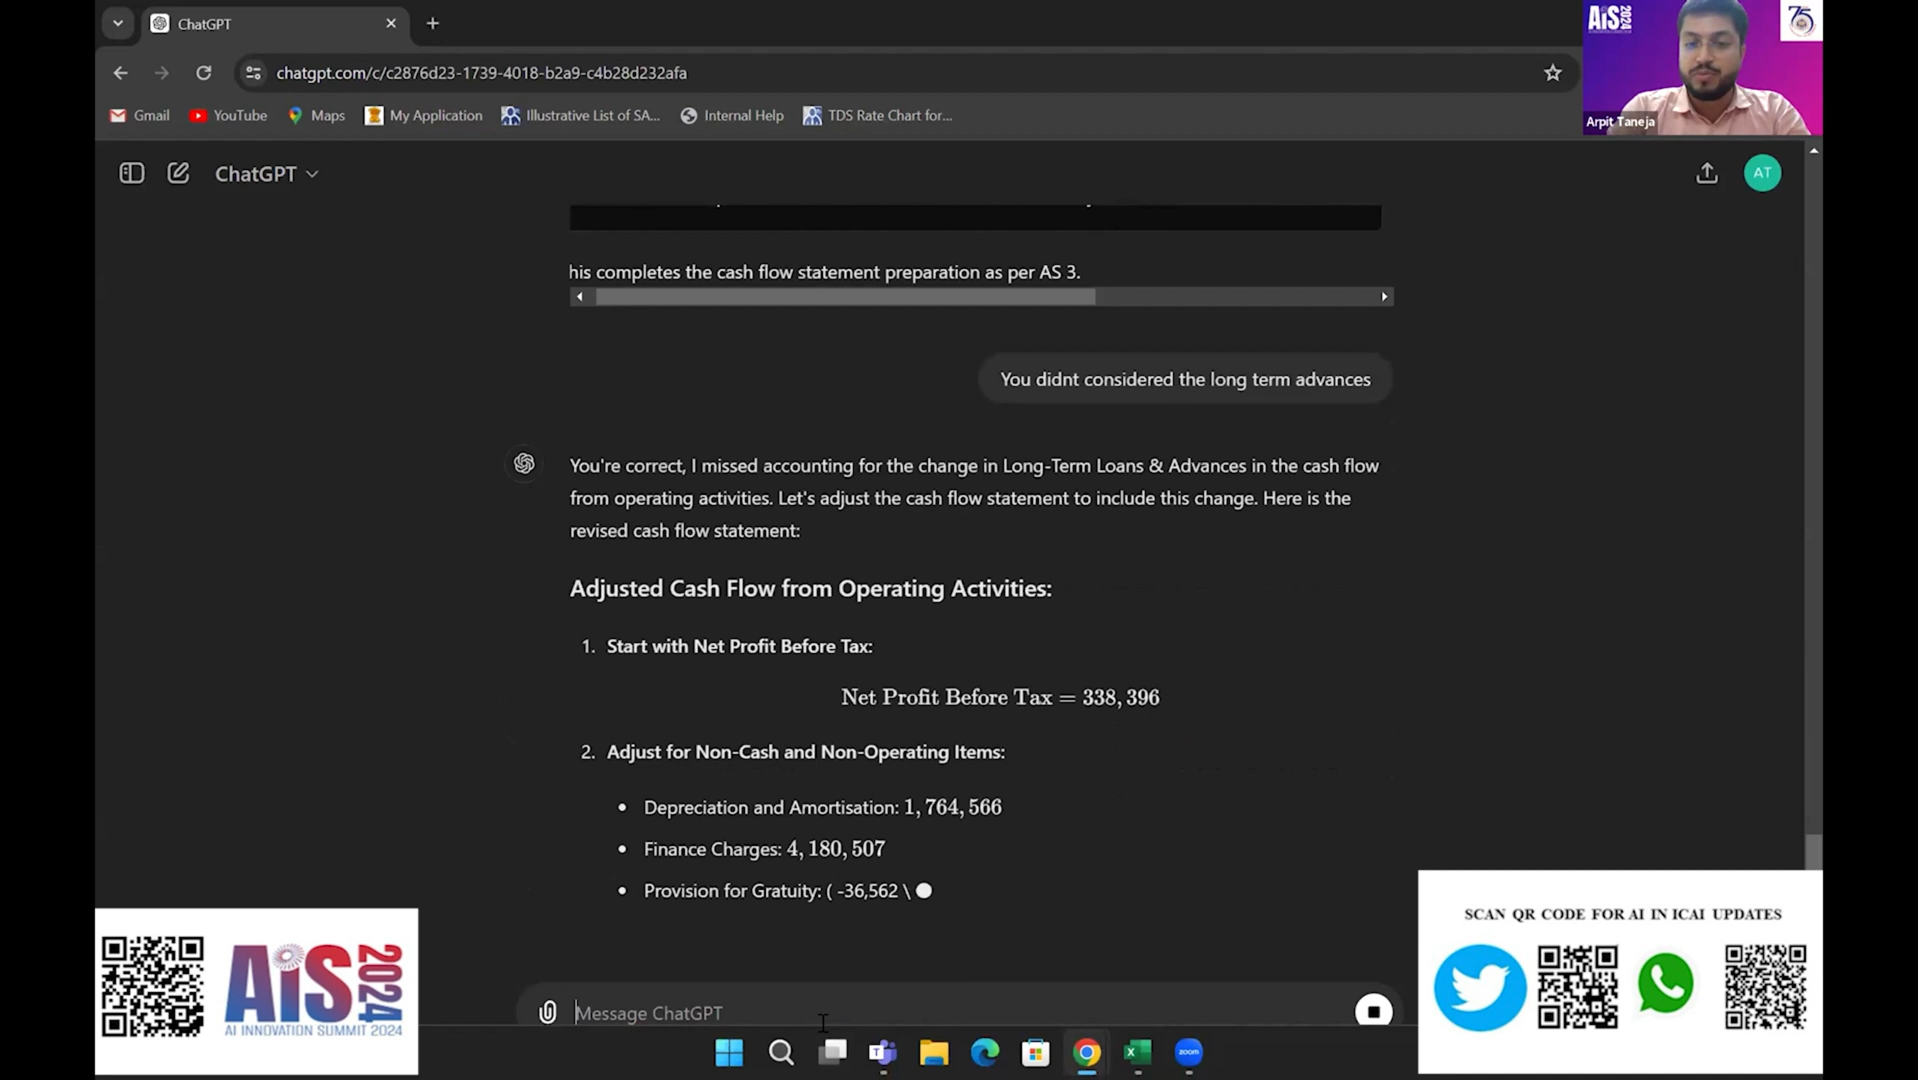 ChatGPT
chatgpt.com/c/c2876d23-1739-4018-b2a9-c4b28d232afa
Gmail
YouTube
Maps
My Application
Illustrative List of SA...
Internal Help
TDS Rate Chart for...
AiS 2024
75
Arpit Taneja
ChatGPT
AT
his completes the cash flow statement preparation as per AS 3.
You didnt considered the long term advances
You're correct, I missed accounting for the change in Long-Term Loans & Advances in the cash flow
from operating activities. Let's adjust the cash flow statement to include this change. Here is the
revised cash flow statement:
Adjusted Cash Flow from Operating Activities:
1. Start with Net Profit Before Tax:
Net Profit Before Tax = 338,396
2. Adjust for Non-Cash and Non-Operating Items:
• Depreciation and Amortisation: 1,764,566
• Finance Charges: 4,180,507
• Provision for Gratuity: ( -36,562 \
Message ChatGPT
AiS 2024
AI INNOVATION SUMMIT 2024
SCAN QR CODE FOR AI IN ICAI UPDATES
zoom